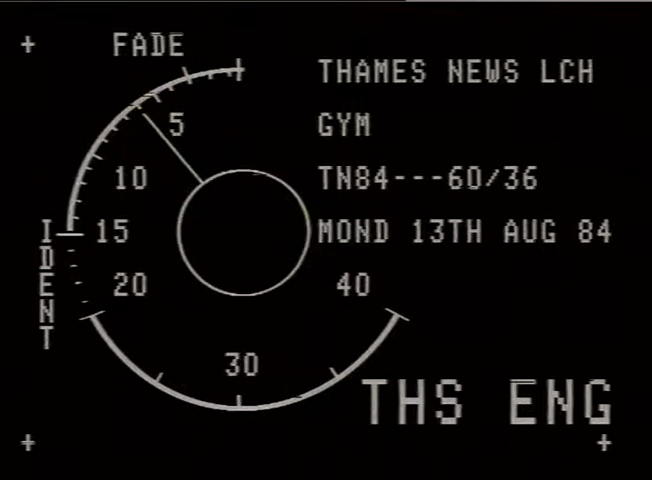 FADE
THAMES NEWS LCH
5
GYM
10
TN84---60/36
IDENT
15
MOND 13TH AUG 84
20
40
30
THS ENG